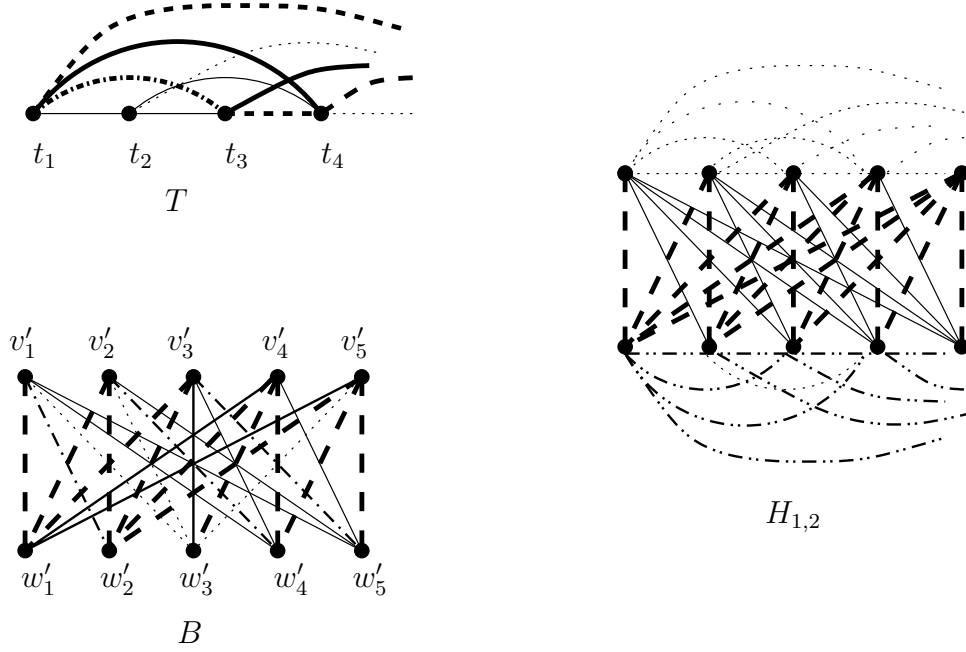 t₁ t₂ t₃ t₄
T
v′₁ v′₂ v′₃ v′₄ v′₅
w′₁ w′₂ w′₃ w′₄ w′₅
B
H₁,₂